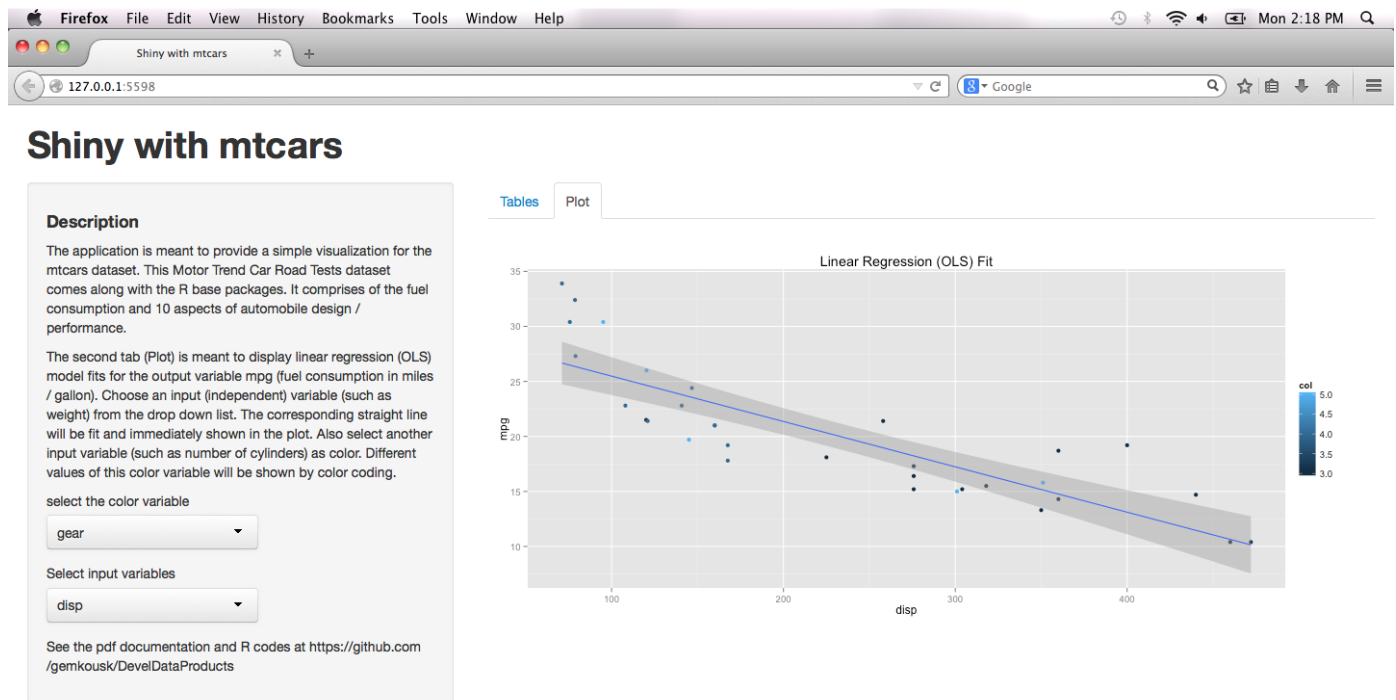 Firefox File Edit View History Bookmarks Tools Window Help Mon 2:18 PM
Shiny with mtcars
127.0.0.1:5598 8 Google
Shiny with mtcars
Description
The application is meant to provide a simple visualization for the
mtcars dataset. This Motor Trend Car Road Tests dataset
comes along with the R base packages. It comprises of the fuel
consumption and 10 aspects of automobile design /
performance.
The second tab (Plot) is meant to display linear regression (OLS)
model fits for the output variable mpg (fuel consumption in miles
/ gallon). Choose an input (independent) variable (such as
weight) from the drop down list. The corresponding straight line
will be fit and immediately shown in the plot. Also select another
input variable (such as number of cylinders) as color. Different
values of this color variable will be shown by color coding.
select the color variable
gear
Select input variables
disp
See the pdf documentation and R codes at https://github.com
/gemkousk/DevelDataProducts
Tables Plot
Linear Regression (OLS) Fit
35
30
25
20
15
10
mpg
100 200 300 400
disp
col
5.0
4.5
4.0
3.5
3.0